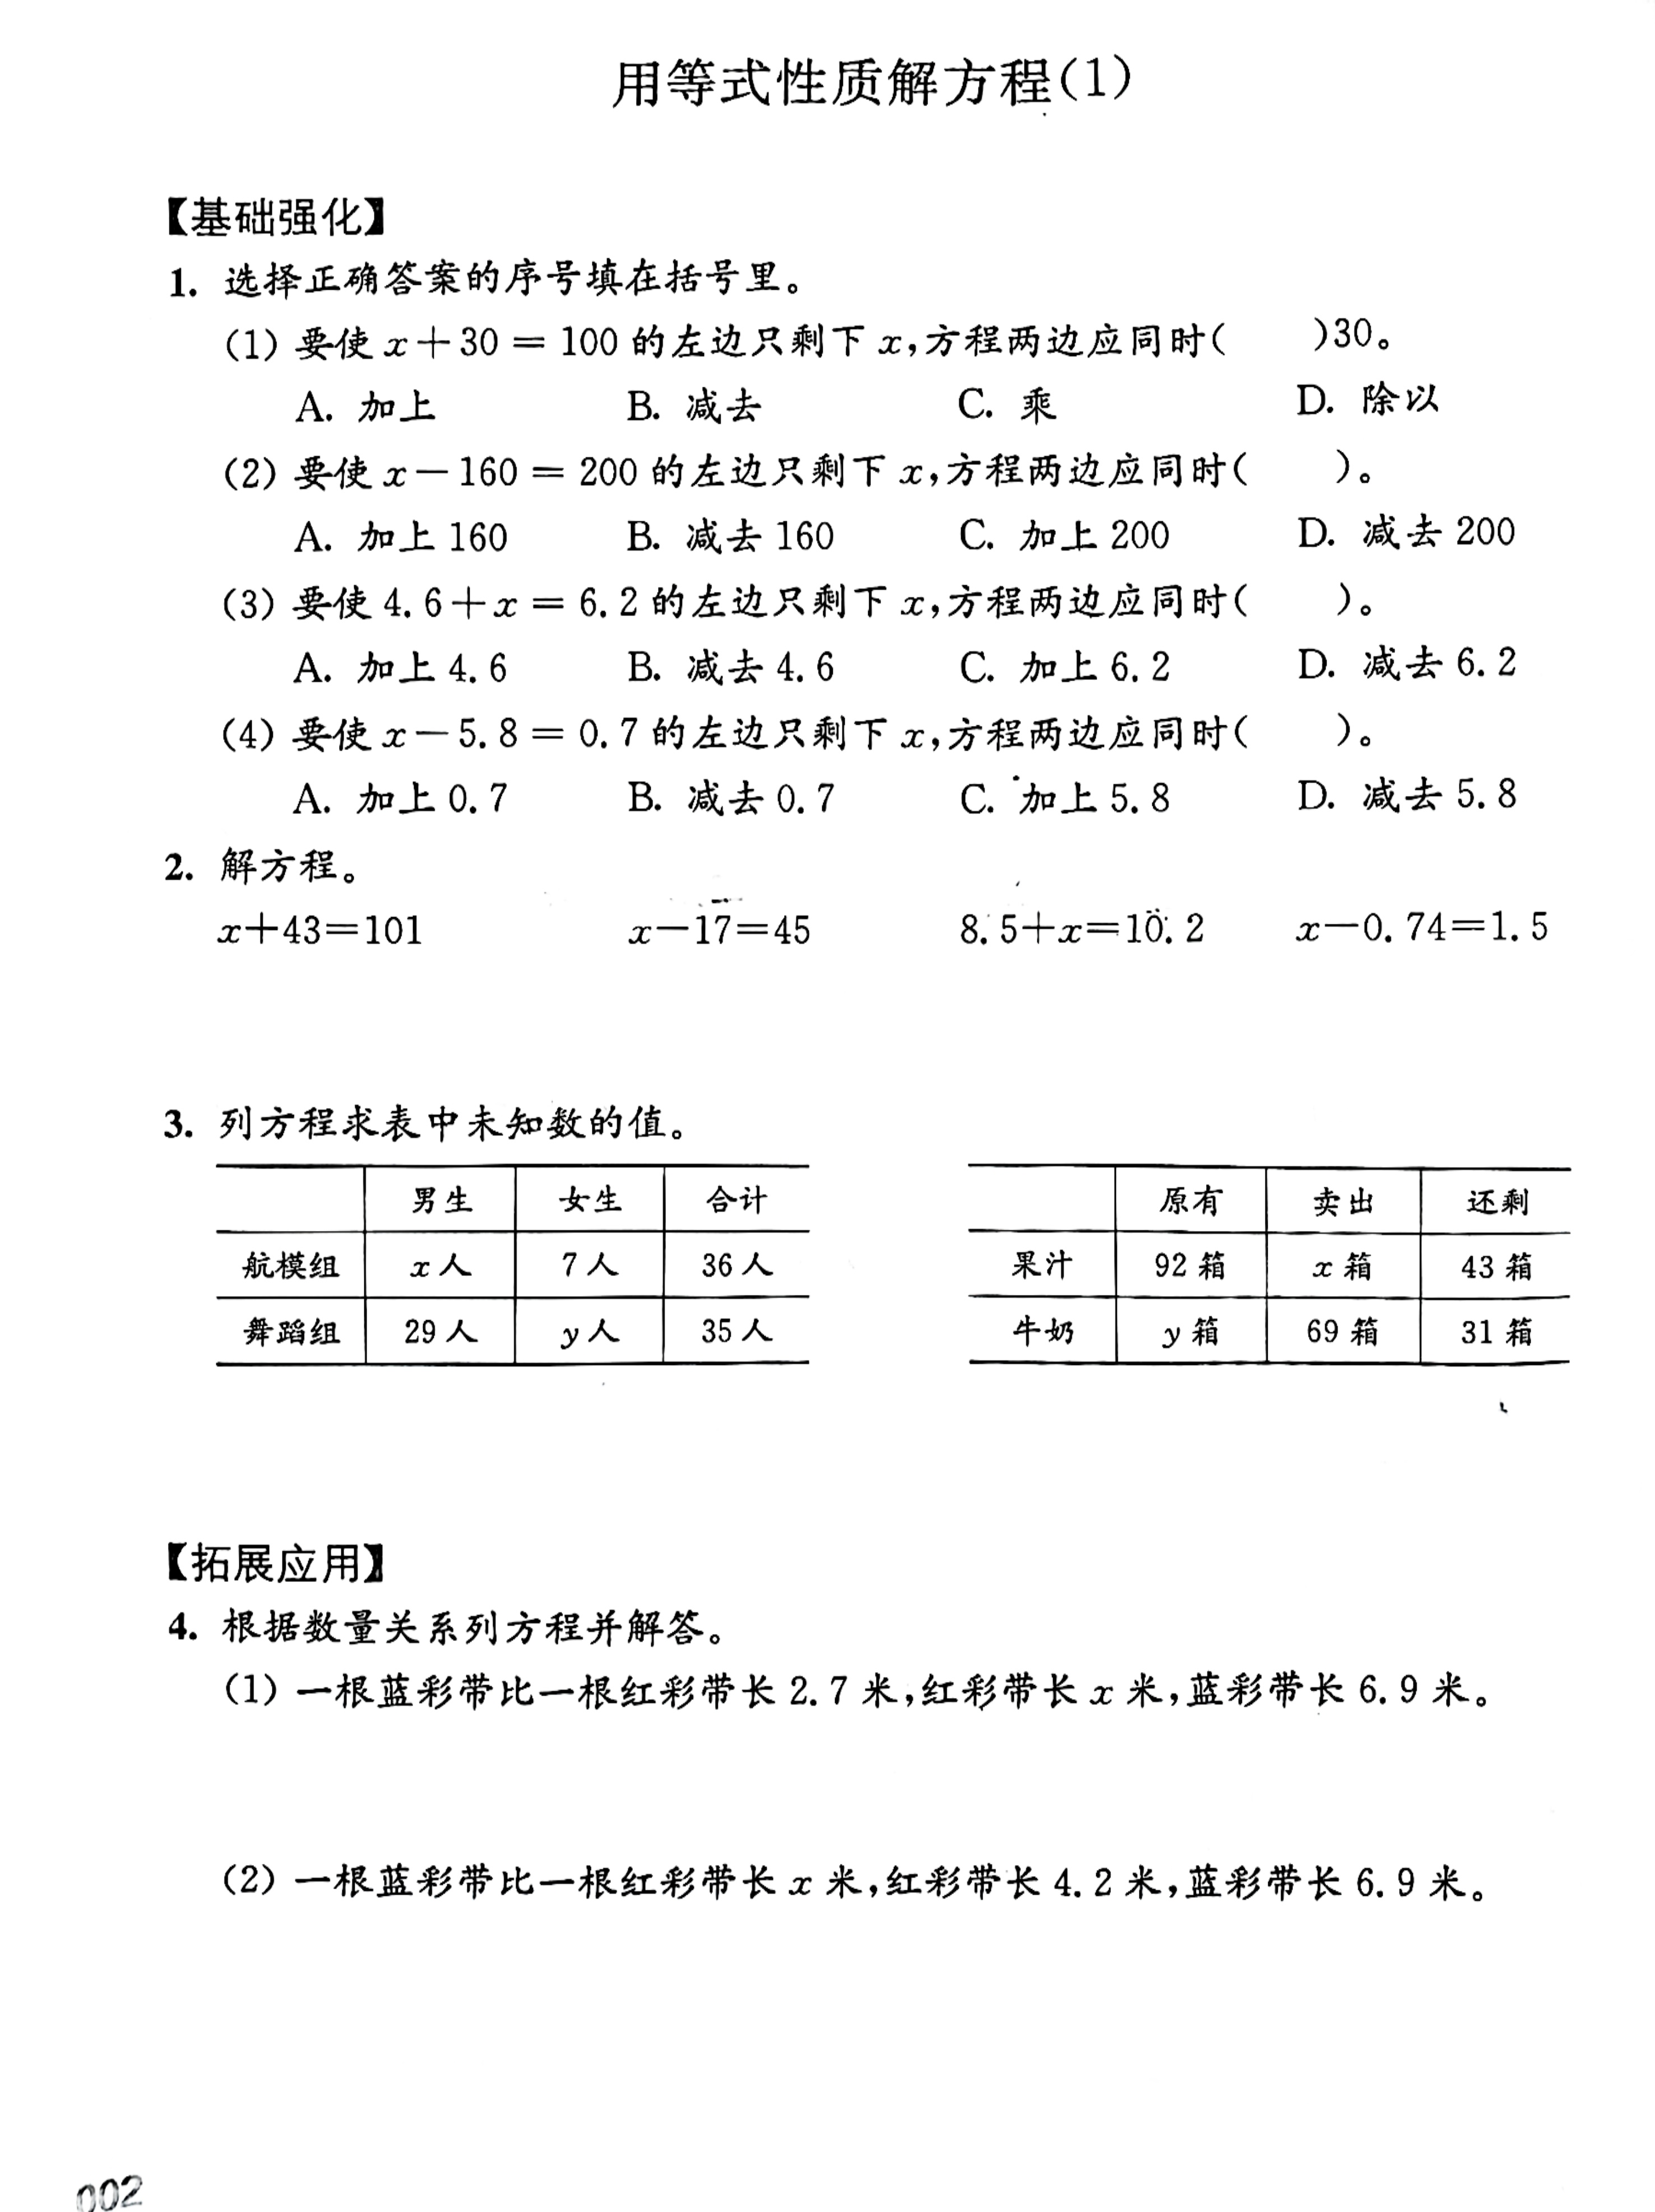 用等式性质解方程(1)
【基础强化】
1. 选择正确答案的序号填在括号里。
(1) 要使 x＋30 ＝ 100 的左边只剩下 x,方程两边应同时(　　)30。
A. 加上　B. 减去　C. 乘　D. 除以
(2) 要使 x－160 ＝ 200 的左边只剩下 x,方程两边应同时(　　)。
A. 加上 160　B. 减去 160　C. 加上 200　D. 减去 200
(3) 要使 4.6＋x ＝ 6.2 的左边只剩下 x,方程两边应同时(　　)。
A. 加上 4.6　B. 减去 4.6　C. 加上 6.2　D. 减去 6.2
(4) 要使 x－5.8 ＝ 0.7 的左边只剩下 x,方程两边应同时(　　)。
A. 加上 0.7　B. 减去 0.7　C. 加上 5.8　D. 减去 5.8
2. 解方程。
x＋43＝101　x－17＝45　8.5＋x＝10.2　x－0.74＝1.5
3. 列方程求表中未知数的值。
男生　女生　合计
航模组　x 人　7 人　36 人
舞蹈组　29 人　y 人　35 人
原有　卖出　还剩
果汁　92 箱　x 箱　43 箱
牛奶　y 箱　69 箱　31 箱
【拓展应用】
4. 根据数量关系列方程并解答。
(1) 一根蓝彩带比一根红彩带长 2.7 米,红彩带长 x 米,蓝彩带长 6.9 米。
(2) 一根蓝彩带比一根红彩带长 x 米,红彩带长 4.2 米,蓝彩带长 6.9 米。
002